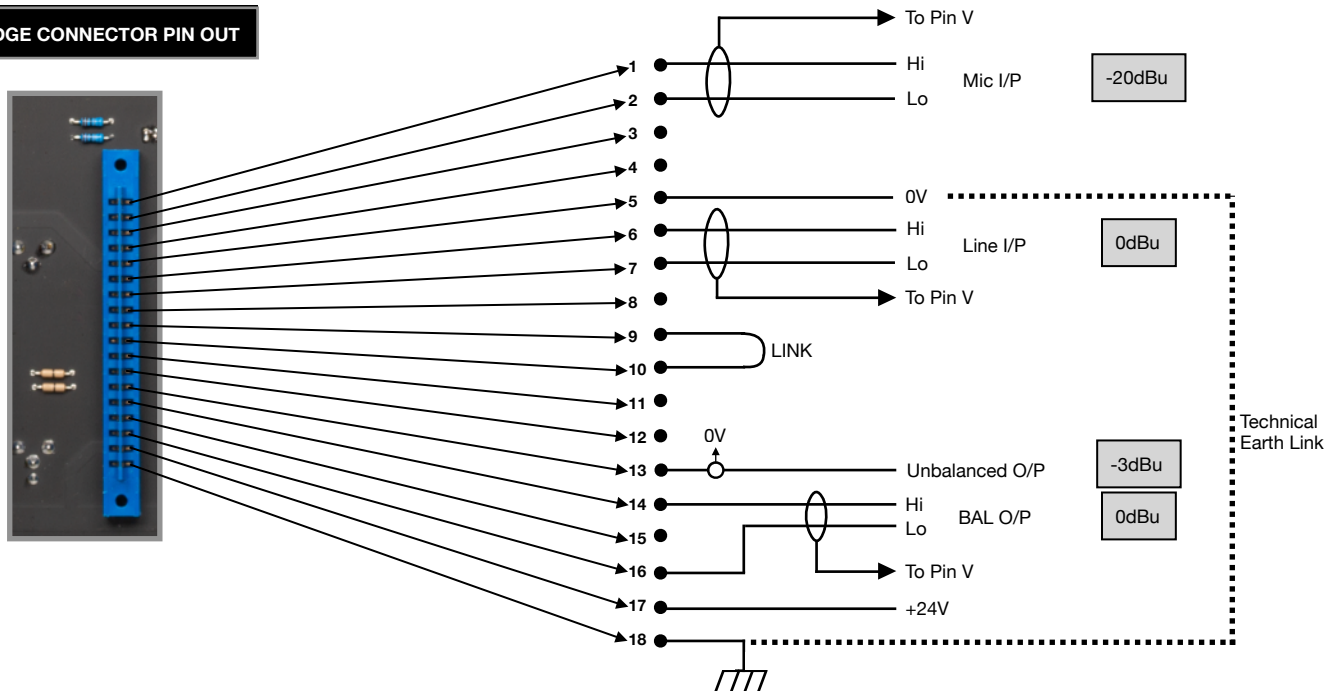 DGE CONNECTOR PIN OUT
To Pin V
1
Hi
Mic I/P
-20dBu
2
Lo
3
4
5
0V
6
Hi
Line I/P
0dBu
7
Lo
8
To Pin V
9
LINK
10
11
12
0V
Technical
Earth Link
13
Unbalanced O/P
-3dBu
14
Hi
BAL O/P
0dBu
Lo
15
16
To Pin V
17
+24V
18